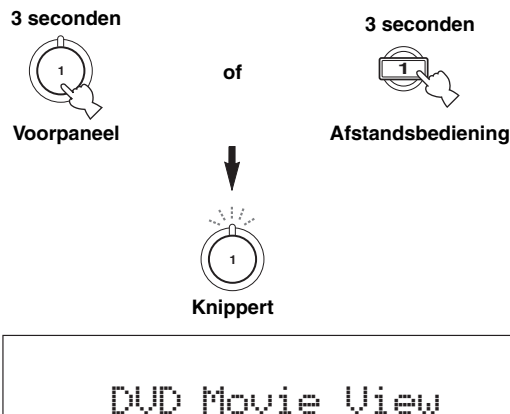 3 seconden
3 seconden
1
of
1
Voorpaneel
Afstandsbediening
1
Knippert
DVD Movie View